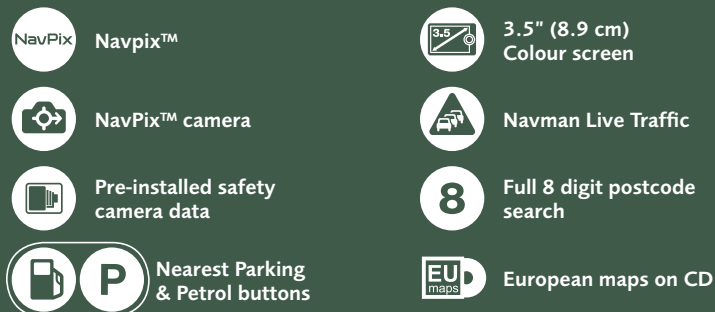 NavPix
Navpix™
NavPix™ camera
Pre-installed safety
camera data
P
Nearest Parking
& Petrol buttons
3.5
3.5" (8.9 cm)
Colour screen
Navman Live Traffic
8
Full 8 digit postcode
search
EU
maps
European maps on CD